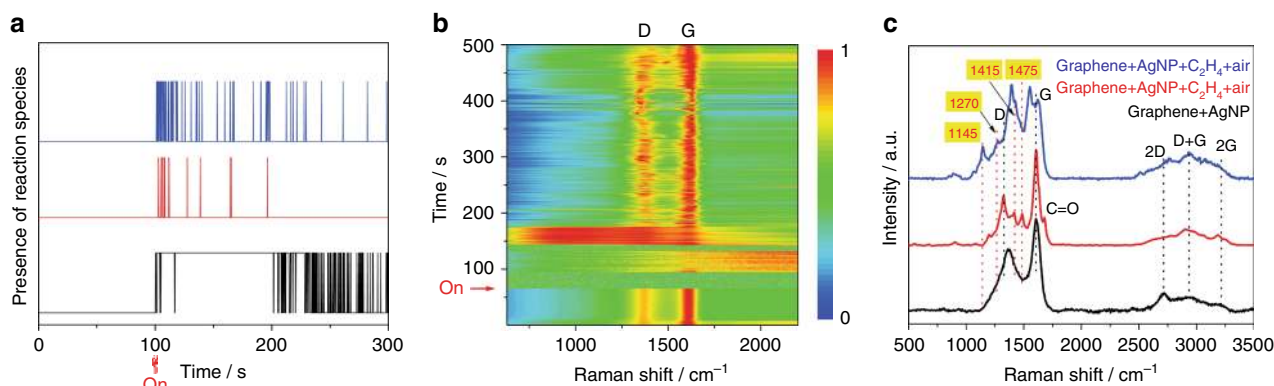 a
Presence of reaction species
0
100
200
300
On
Time / s
b
D
G
500
400
300
200
100
0
Time / s
On
1000
1500
2000
Raman shift / cm⁻¹
1
0
c
Graphene+AgNP+C₂H₄+air
Graphene+AgNP+C₂H₄+air
Graphene+AgNP
1415
1475
1270
1145
D
G
C=O
2D
D+G
2G
Intensity / a.u.
500
1000
1500
2000
2500
3000
3500
Raman shift / cm⁻¹